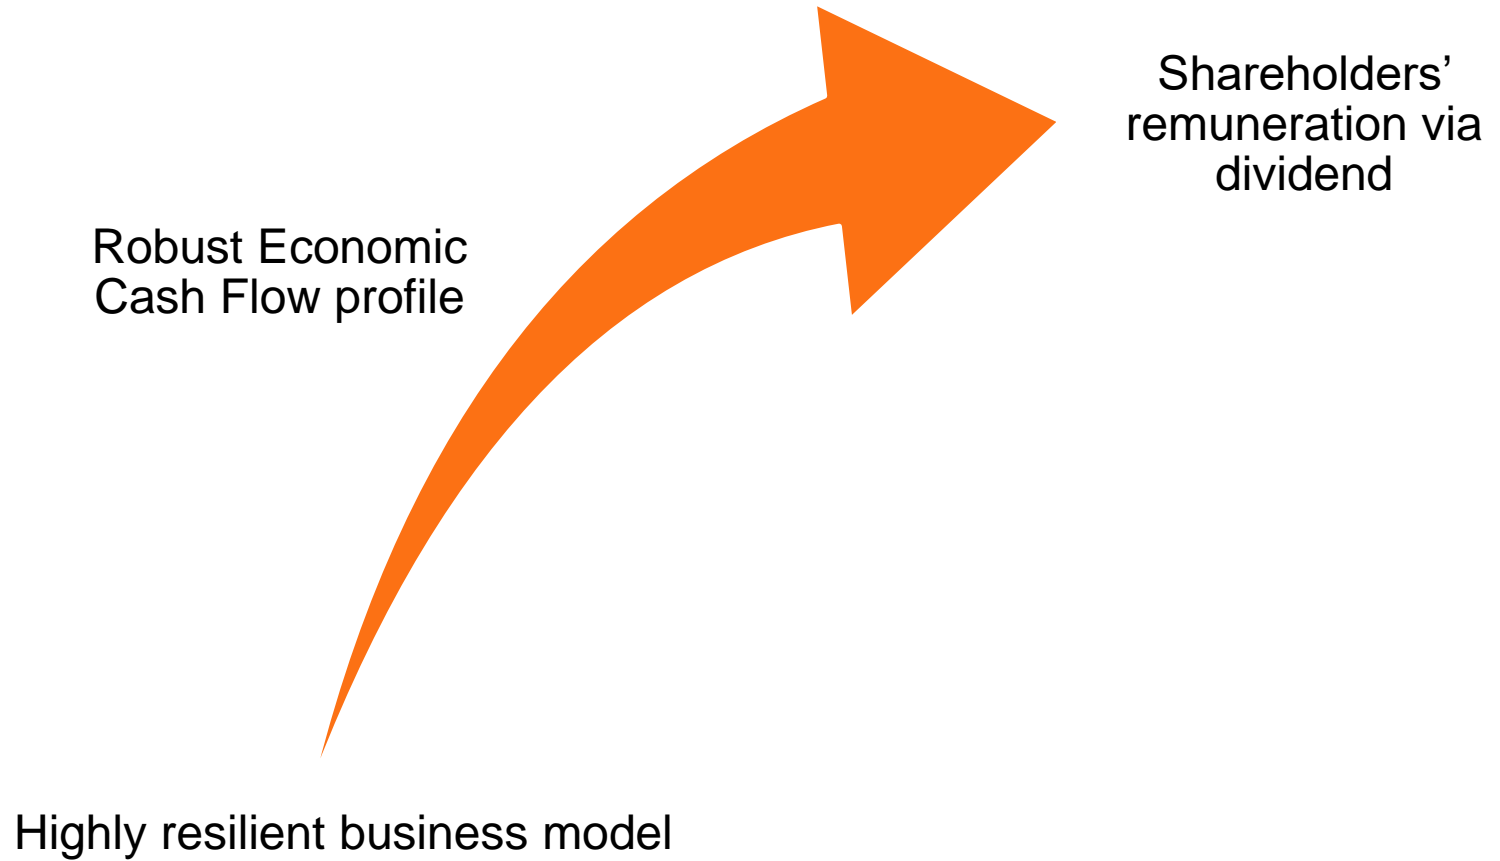 Shareholders’
remuneration via
dividend
Robust Economic
Cash Flow profile
Highly resilient business model